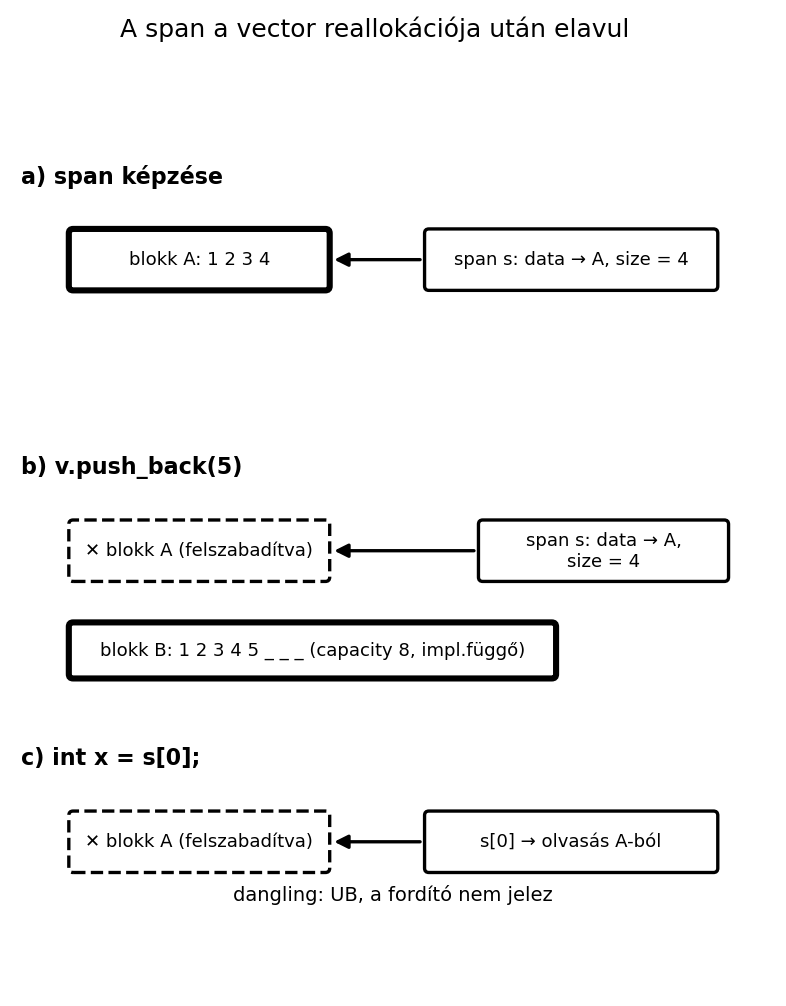 A span a vector reallokációja után elavul
a) span képzése
blokk A: 1 2 3 4
span s: data → A, size = 4
b) v.push_back(5)
✕ blokk A (felszabadítva)
span s: data → A,
size = 4
blokk B: 1 2 3 4 5 _ _ _ (capacity 8, impl.függő)
c) int x = s[0];
✕ blokk A (felszabadítva)
s[0] → olvasás A-ból
dangling: UB, a fordító nem jelez